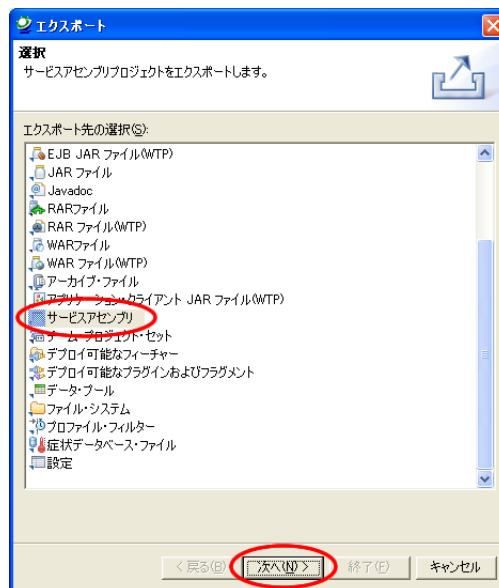 エクスポート
選択
サービスアセンブリプロジェクトをエクスポートします。
エクスポート先の選択(S):
EJB JAR ファイル(WTP)
JAR ファイル
Javadoc
RARファイル
RAR ファイル(WTP)
WARファイル
WAR ファイル(WTP)
アーカイブ・ファイル
アプリケーション・クライアント JAR ファイル(WTP)
サービスアセンブリ
チーム・プロジェクト・セット
デプロイ可能なフィーチャー
デプロイ可能なプラグインおよびフラグメント
データ・プール
ファイル・システム
プロファイル・フィルター
症状データベース・ファイル
設定
< 戻る(B) 次へ(N) > 終了(F) キャンセル